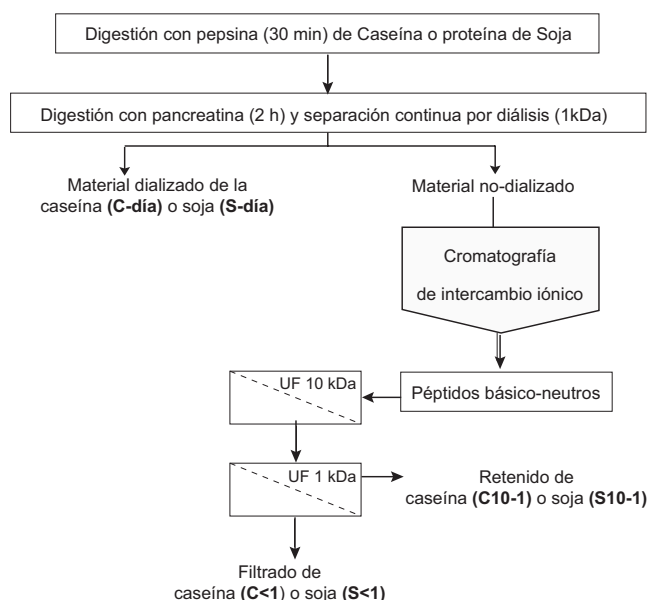 Digestión con pepsina (30 min) de Caseína o proteína de Soja
Digestión con pancreatina (2 h) y separación continua por diálisis (1kDa)
Material dializado de la
caseína (C-día) o soja (S-día)
Material no-dializado
Cromatografía
de intercambio iónico
Péptidos básico-neutros
UF 10 kDa
UF 1 kDa
Retenido de
caseína (C10-1) o soja (S10-1)
Filtrado de
caseína (C<1) o soja (S<1)